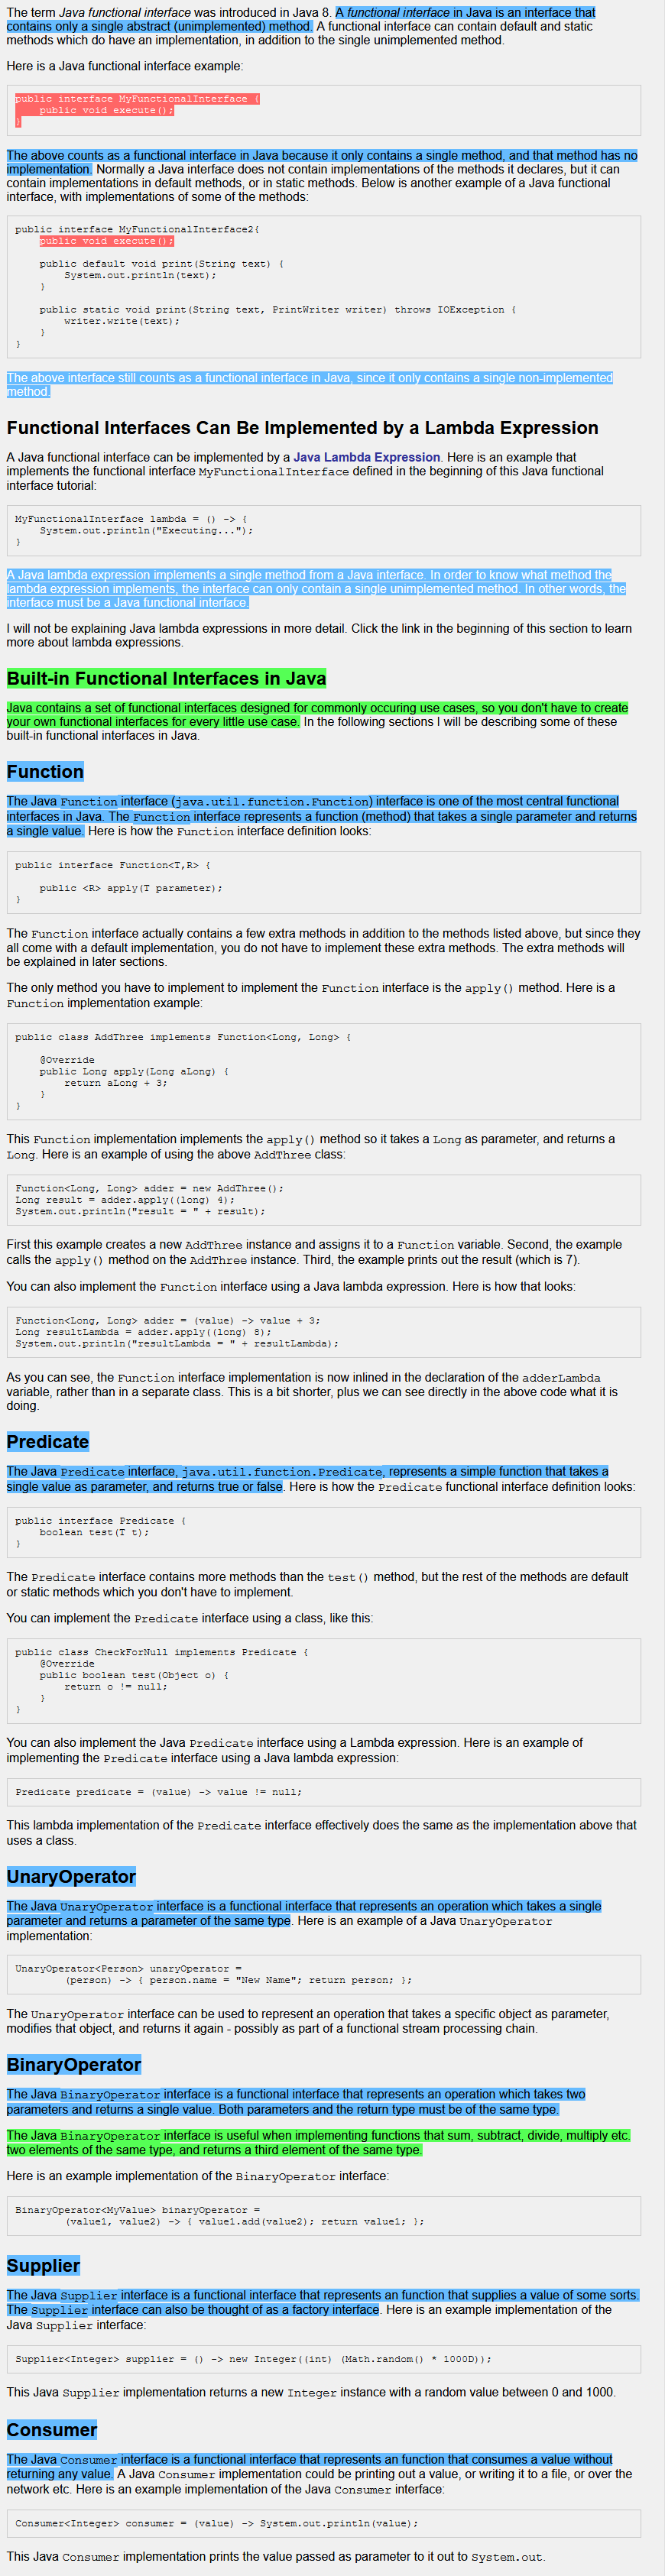 The term Java functional interface was introduced in Java 8. A functional interface in Java is an interface that
contains only a single abstract (unimplemented) method. A functional interface can contain default and static
methods which do have an implementation, in addition to the single unimplemented method.
Here is a Java functional interface example:
public interface MyFunctionalInterface {
    public void execute();
}
The above counts as a functional interface in Java because it only contains a single method, and that method has no
implementation. Normally a Java interface does not contain implementations of the methods it declares, but it can
contain implementations in default methods, or in static methods. Below is another example of a Java functional
interface, with implementations of some of the methods:
public interface MyFunctionalInterface2{
    public void execute();
    public default void print(String text) {
        System.out.println(text);
    }
    public static void print(String text, PrintWriter writer) throws IOException {
        writer.write(text);
    }
}
The above interface still counts as a functional interface in Java, since it only contains a single non-implemented
method.
Functional Interfaces Can Be Implemented by a Lambda Expression
A Java functional interface can be implemented by a Java Lambda Expression. Here is an example that
implements the functional interface MyFunctionalInterface defined in the beginning of this Java functional
interface tutorial:
MyFunctionalInterface lambda = () -> {
    System.out.println("Executing...");
}
A Java lambda expression implements a single method from a Java interface. In order to know what method the
lambda expression implements, the interface can only contain a single unimplemented method. In other words, the
interface must be a Java functional interface.
I will not be explaining Java lambda expressions in more detail. Click the link in the beginning of this section to learn
more about lambda expressions.
Built-in Functional Interfaces in Java
Java contains a set of functional interfaces designed for commonly occuring use cases, so you don't have to create
your own functional interfaces for every little use case. In the following sections I will be describing some of these
built-in functional interfaces in Java.
Function
The Java Function interface (java.util.function.Function) interface is one of the most central functional
interfaces in Java. The Function interface represents a function (method) that takes a single parameter and returns
a single value. Here is how the Function interface definition looks:
public interface Function<T,R> {
    public <R> apply(T parameter);
}
The Function interface actually contains a few extra methods in addition to the methods listed above, but since they
all come with a default implementation, you do not have to implement these extra methods. The extra methods will
be explained in later sections.
The only method you have to implement to implement the Function interface is the apply() method. Here is a
Function implementation example:
public class AddThree implements Function<Long, Long> {
    @Override
    public Long apply(Long aLong) {
        return aLong + 3;
    }
}
This Function implementation implements the apply() method so it takes a Long as parameter, and returns a
Long. Here is an example of using the above AddThree class:
Function<Long, Long> adder = new AddThree();
Long result = adder.apply((long) 4);
System.out.println("result = " + result);
First this example creates a new AddThree instance and assigns it to a Function variable. Second, the example
calls the apply() method on the AddThree instance. Third, the example prints out the result (which is 7).
You can also implement the Function interface using a Java lambda expression. Here is how that looks:
Function<Long, Long> adder = (value) -> value + 3;
Long resultLambda = adder.apply((long) 8);
System.out.println("resultLambda = " + resultLambda);
As you can see, the Function interface implementation is now inlined in the declaration of the adderLambda
variable, rather than in a separate class. This is a bit shorter, plus we can see directly in the above code what it is
doing.
Predicate
The Java Predicate interface, java.util.function.Predicate, represents a simple function that takes a
single value as parameter, and returns true or false. Here is how the Predicate functional interface definition looks:
public interface Predicate {
    boolean test(T t);
}
The Predicate interface contains more methods than the test() method, but the rest of the methods are default
or static methods which you don't have to implement.
You can implement the Predicate interface using a class, like this:
public class CheckForNull implements Predicate {
    @Override
    public boolean test(Object o) {
        return o != null;
    }
}
You can also implement the Java Predicate interface using a Lambda expression. Here is an example of
implementing the Predicate interface using a Java lambda expression:
Predicate predicate = (value) -> value != null;
This lambda implementation of the Predicate interface effectively does the same as the implementation above that
uses a class.
UnaryOperator
The Java UnaryOperator interface is a functional interface that represents an operation which takes a single
parameter and returns a parameter of the same type. Here is an example of a Java UnaryOperator
implementation:
UnaryOperator<Person> unaryOperator =
        (person) -> { person.name = "New Name"; return person; };
The UnaryOperator interface can be used to represent an operation that takes a specific object as parameter,
modifies that object, and returns it again - possibly as part of a functional stream processing chain.
BinaryOperator
The Java BinaryOperator interface is a functional interface that represents an operation which takes two
parameters and returns a single value. Both parameters and the return type must be of the same type.
The Java BinaryOperator interface is useful when implementing functions that sum, subtract, divide, multiply etc.
two elements of the same type, and returns a third element of the same type.
Here is an example implementation of the BinaryOperator interface:
BinaryOperator<MyValue> binaryOperator =
        (value1, value2) -> { value1.add(value2); return value1; };
Supplier
The Java Supplier interface is a functional interface that represents an function that supplies a value of some sorts.
The Supplier interface can also be thought of as a factory interface. Here is an example implementation of the
Java Supplier interface:
Supplier<Integer> supplier = () -> new Integer((int) (Math.random() * 1000D));
This Java Supplier implementation returns a new Integer instance with a random value between 0 and 1000.
Consumer
The Java Consumer interface is a functional interface that represents an function that consumes a value without
returning any value. A Java Consumer implementation could be printing out a value, or writing it to a file, or over the
network etc. Here is an example implementation of the Java Consumer interface:
Consumer<Integer> consumer = (value) -> System.out.println(value);
This Java Consumer implementation prints the value passed as parameter to it out to System.out.